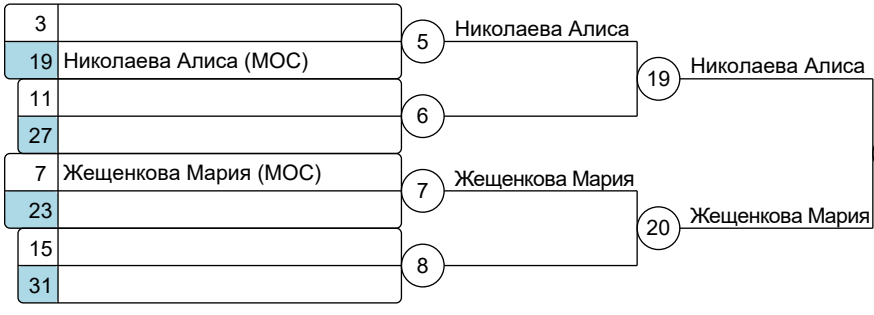 3
19 Николаева Алиса (МОС)
5 Николаева Алиса
19 Николаева Алиса
11
27
6
7 Жещенкова Мария (МОС)
23
7 Жещенкова Мария
20 Жещенкова Мария
15
31
8